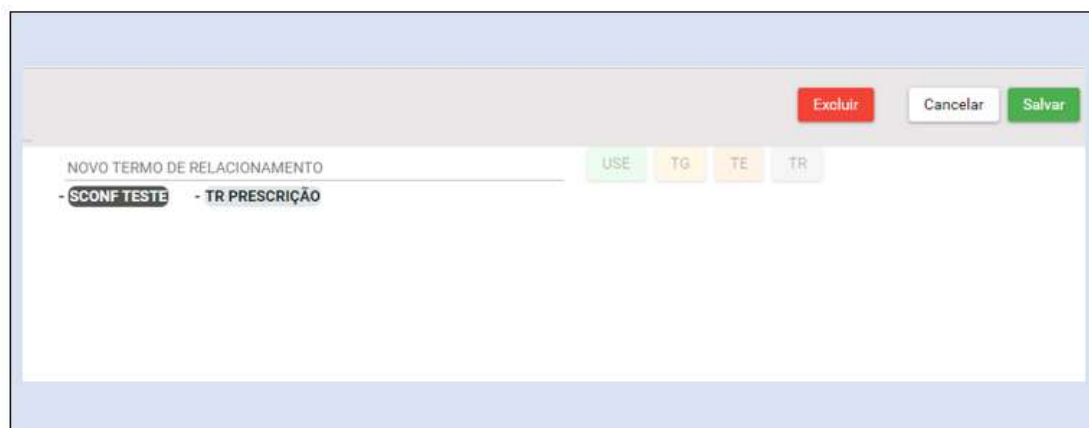 Excluir Cancelar Salvar
NOVO TERMO DE RELACIONAMENTO USE TG TE TR
- SCONF TESTE - TR PRESCRIÇÃO